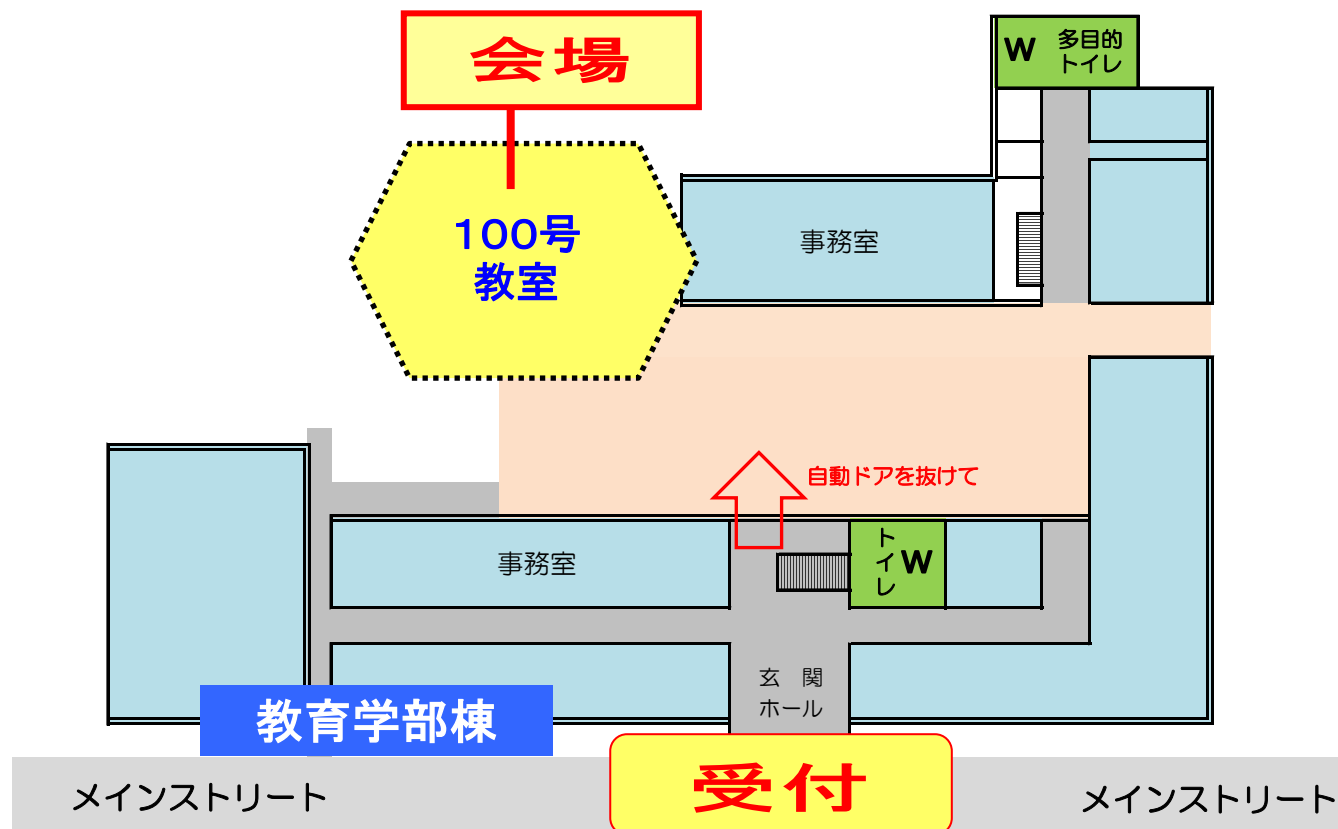 会場
W 多目的
トイレ
100号
教室
事務室
自動ドアを抜けて
事務室
トイレ W
玄 関
ホール
教育学部棟
受付
メインストリート
メインストリート